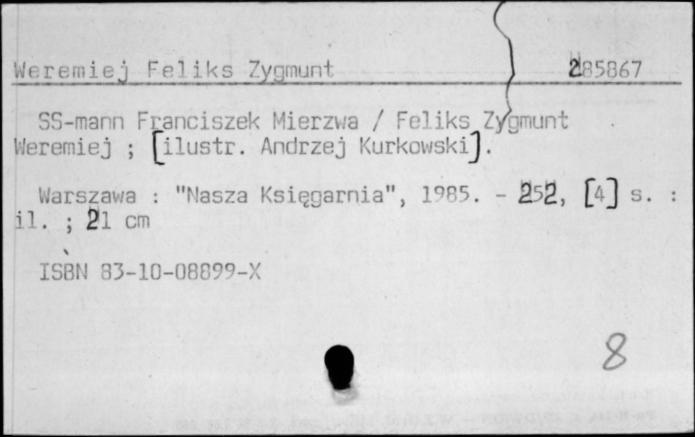 Weremiej Feliks Zygmunt 285867
SS-mann Franciszek Mierzwa / Feliks Zygmunt
Weremiej ; [ilustr. Andrzej Kurkowski].
Warszawa : "Nasza Księgarnia", 1985. - 252, [4] s. :
il. ; 21 cm
ISBN 83-10-08899-X
8